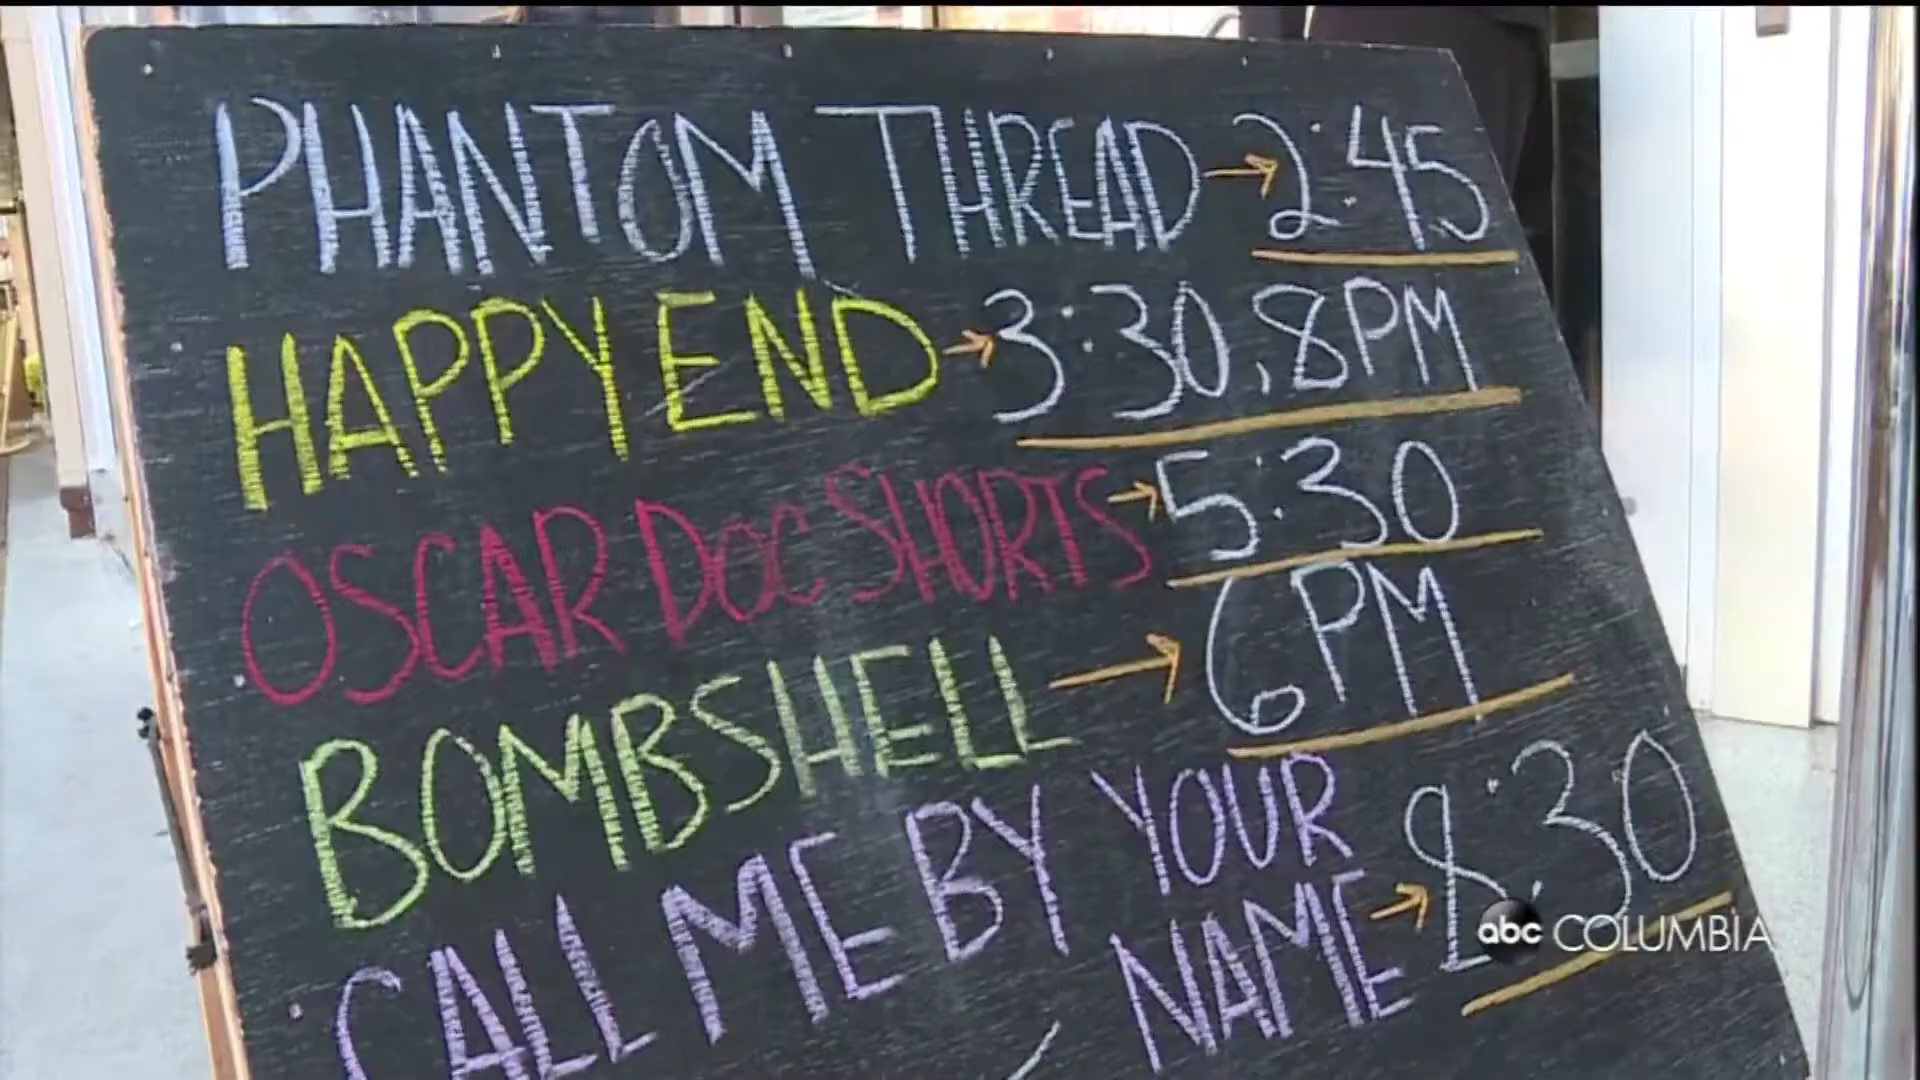 PHANTOM THREAD → 2:45
HAPPY END → 3:30, 8PM
OSCAR DOC SHORTS → 5:30
BOMBSHELL → 6PM
CALL ME BY YOUR
NAME → 8:30
abc COLUMBIA